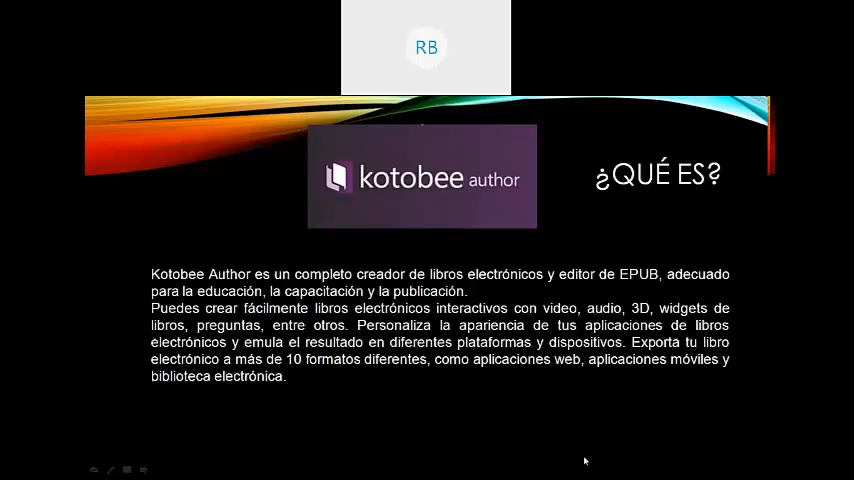 RB
kotobee author
¿QUÉ ES?
Kotobee Author es un completo creador de libros electrónicos y editor de EPUB, adecuado
para la educación, la capacitación y la publicación.
Puedes crear fácilmente libros electrónicos interactivos con video, audio, 3D, widgets de
libros, preguntas, entre otros. Personaliza la apariencia de tus aplicaciones de libros
electrónicos y emula el resultado en diferentes plataformas y dispositivos. Exporta tu libro
electrónico a más de 10 formatos diferentes, como aplicaciones web, aplicaciones móviles y
biblioteca electrónica.